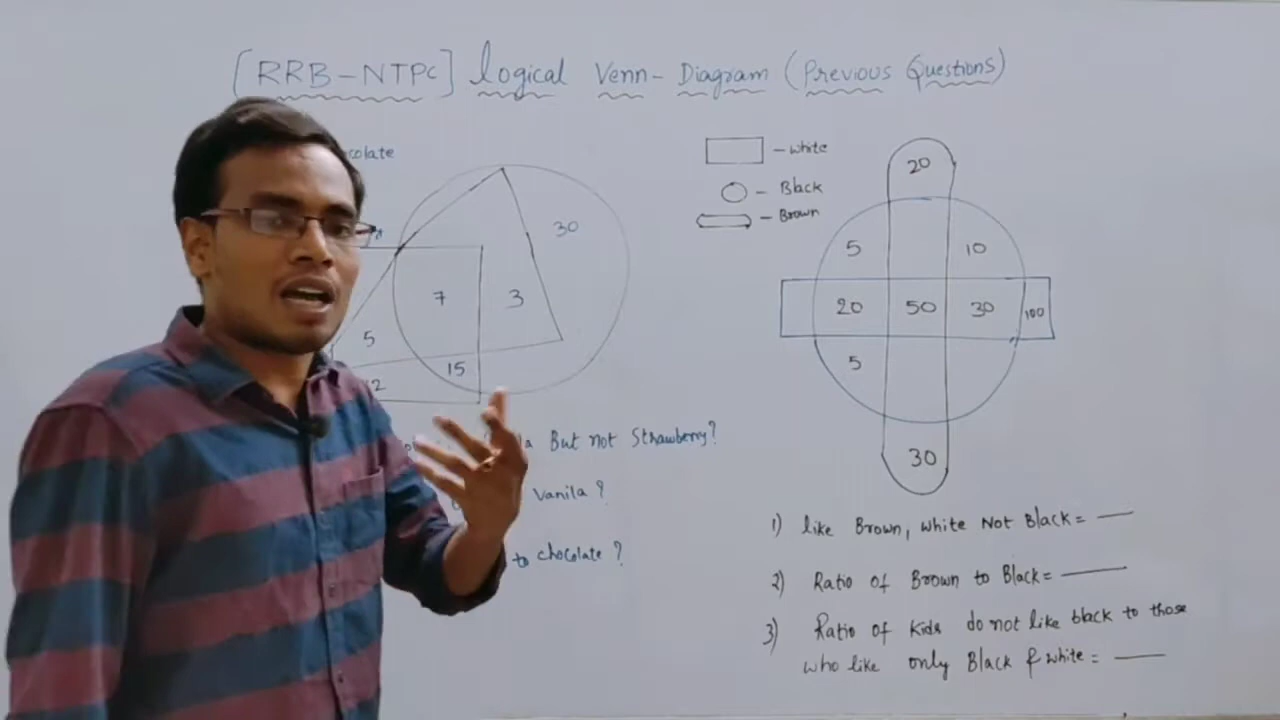 [RRB-NTPC] Logical Venn-Diagram (Previous Questions)
30
7
3
5
15
12
But not Strawberry?
Vanila ?
to chocolate ?
- white
- Black
- Brown
20
5
10
20
50
30
100
5
30
1) like Brown, white Not Black = —
2) Ratio of Brown to Black = —
3) Ratio of Kids do not like black to those
who like only Black & white = —